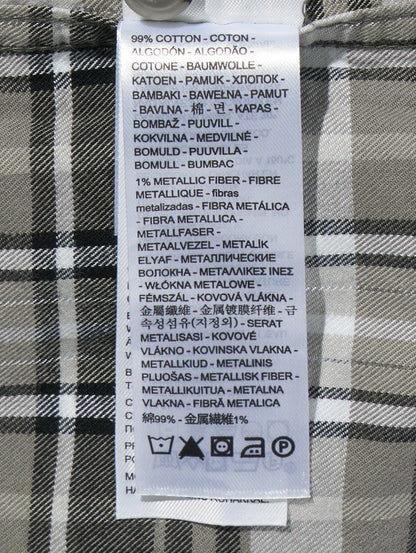 99% COTTON - COTON -
ALGODÓN - ALGODÃO -
COTONE - BAUMWOLLE -
KATOEN - PAMUK - ХЛОПОК -
BAMBAKI - BAWEŁNA - PAMUT
- BAVLNA - 棉 - 면 - KAPAS -
BOMBAŽ - PUUVILL -
KOKVILNA - MEDVILNĖ -
BOMULD - PUUVILLA -
BOMULL - BUMBAC
1% METALLIC FIBER - FIBRE
METALLIQUE - fibras
metalizadas - FIBRA METÁLICA
- FIBRA METALLICA -
METALLFASER -
METAALVEZEL - METALİK
ELYAF - МЕТАЛЛИЧЕСКИЕ
ВОЛОКНА - ΜΕΤΑΛΛΙΚΕΣ ΙΝΕΣ
- WŁÓKNA METALOWE -
FÉMSZÁL - KOVOVÁ VLÁKNA -
金属纖維 - 金属镀膜纤维 - 금
속성섬유(지정외) - SERAT
METALISASI - KOVOVÉ
VLÁKNO - KOVINSKA VLAKNA -
METALLKIUD - METALINIS
PLUOŠAS - METALLISK FIBER -
METALLIKUITUA - METALNA
VLAKNA - FIBRĂ METALICA
綿99% - 金属繊維1%